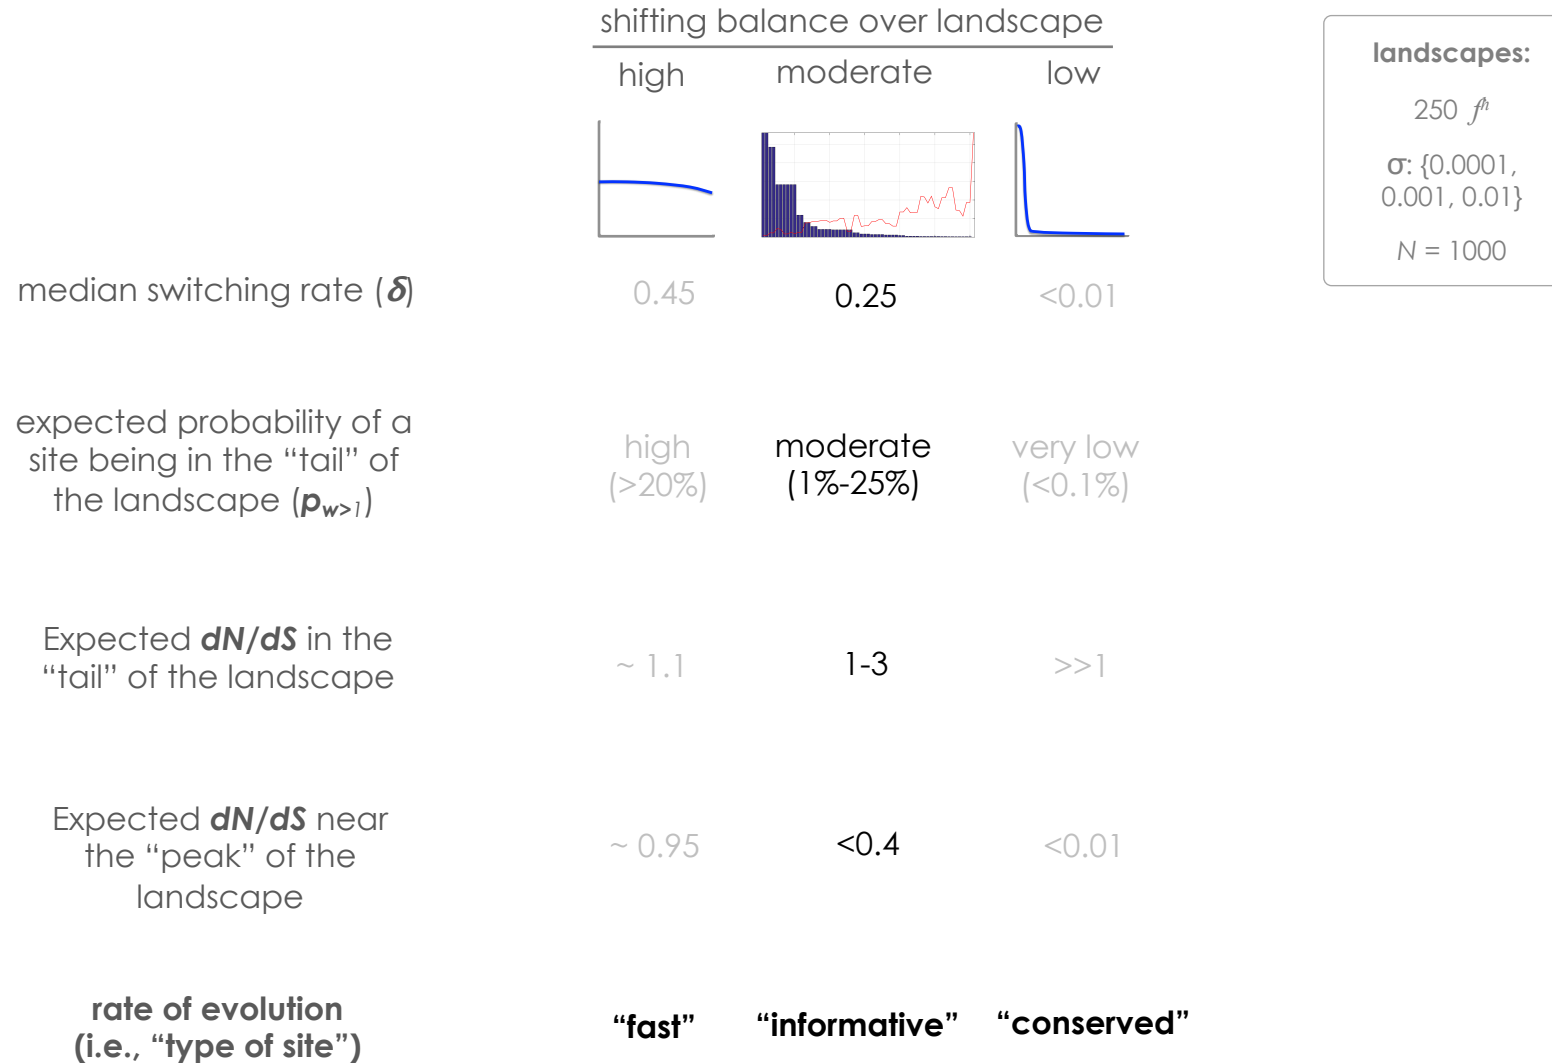 shifting balance over landscape
high moderate low
landscapes:
250 fʰ
σ: {0.0001,
0.001, 0.01}
N = 1000
median switching rate (δ) 0.45 0.25 <0.01
expected probability of a
site being in the “tail” of
the landscape (pw>1)
high
(>20%)
moderate
(1%-25%)
very low
(<0.1%)
Expected dN/dS in the
“tail” of the landscape
~ 1.1 1-3 >>1
Expected dN/dS near
the “peak” of the
landscape
~ 0.95 <0.4 <0.01
rate of evolution
(i.e., “type of site”)
“fast” “informative” “conserved”